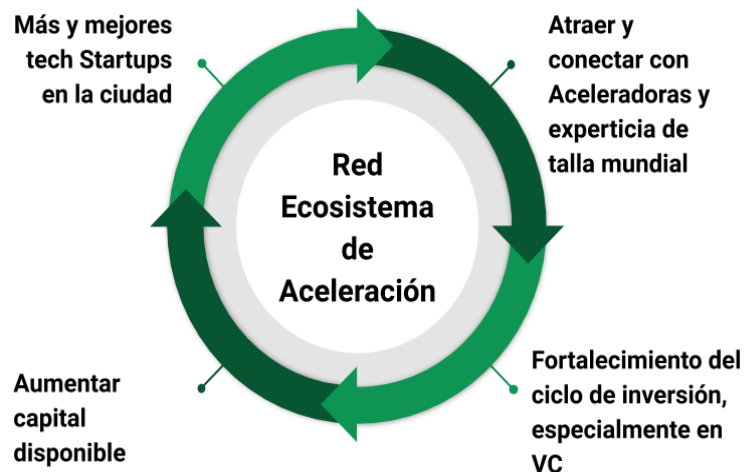 Más y mejores
tech Startups
en la ciudad
Atraer y
conectar con
Aceleradoras y
experticia de
talla mundial
Red
Ecosistema
de
Aceleración
Aumentar
capital
disponible
Fortalecimiento del
ciclo de inversión,
especialmente en
VC